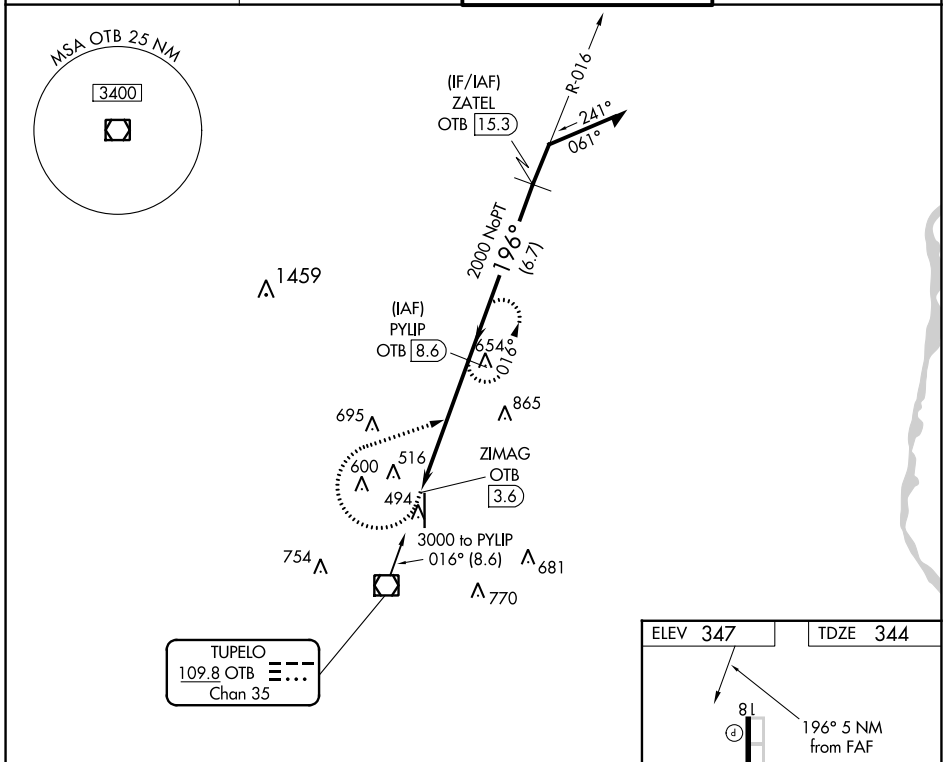 MSA OTB 25 NM
3400
(IF/IAF)
ZATEL
OTB 15.3
R-016
241°
061°
2000 NoPT
196°
(6.7)
1459
(IAF)
PYLIP
OTB 8.6
654
016°
865
695
ZIMAG
OTB
3.6
516
600
494
3000 to PYLIP
016° (8.6)
754
681
770
TUPELO
109.8 OTB
Chan 35
ELEV 347
TDZE 344
18
P
196° 5 NM
from FAF